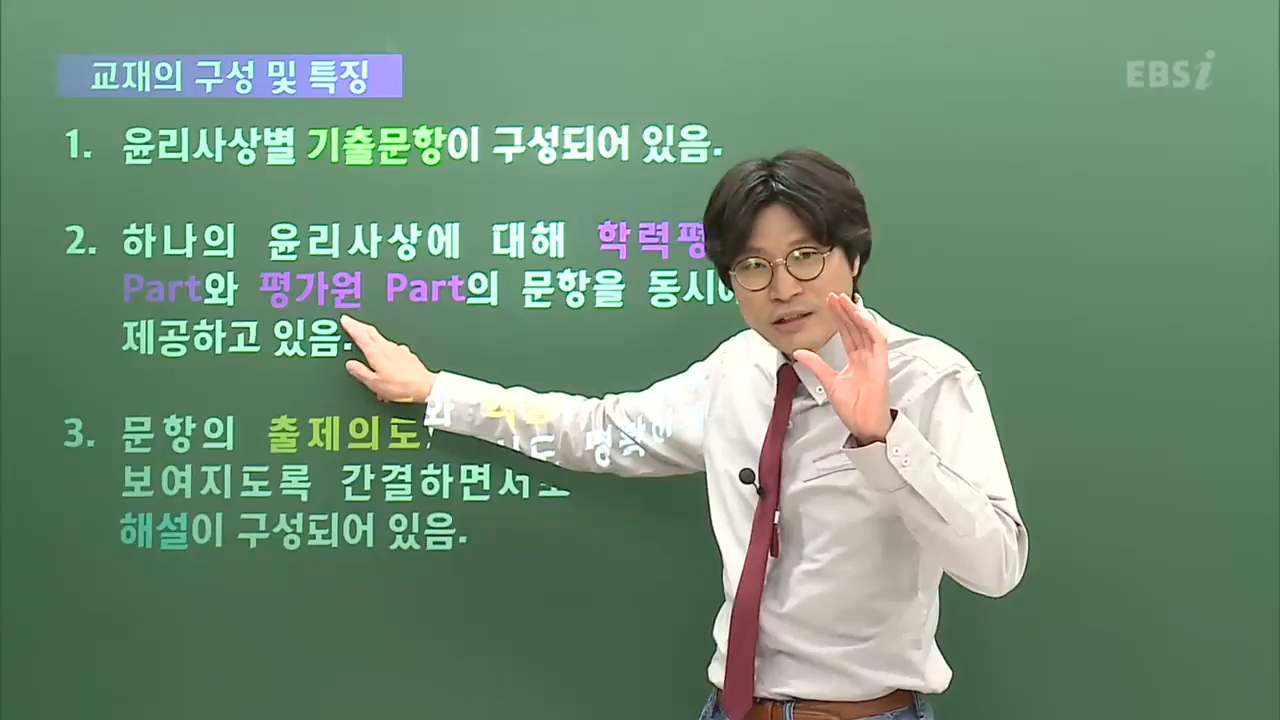 교재의 구성 및 특징
EBSi
1. 윤리사상별 기출문항이 구성되어 있음.
2. 하나의 윤리사상에 대해
Part와 평가원 Part의 문항을 동시에
제공하고 있음.
3. 문항의 출제의도
보여지도록 간결하면서도
해설이 구성되어 있음.